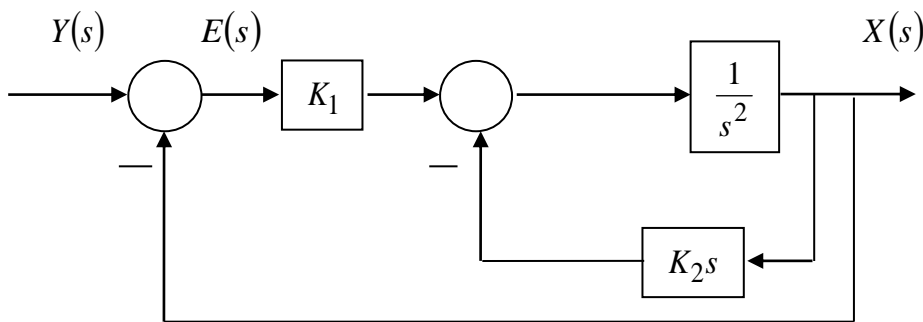 Y(s) E(s) X(s)
K₁
1/s²
—
—
K₂s